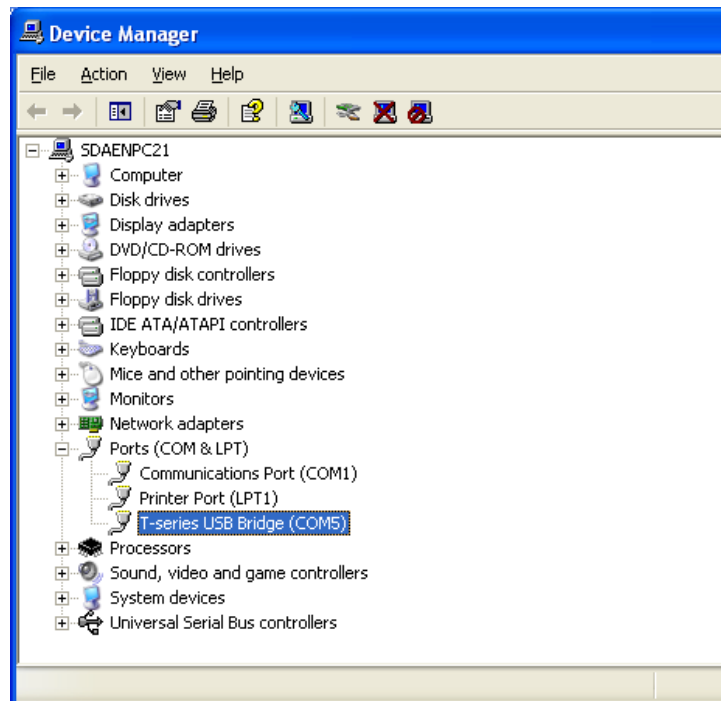 Device Manager
File Action View Help
SDAENPC21
Computer
Disk drives
Display adapters
DVD/CD-ROM drives
Floppy disk controllers
Floppy disk drives
IDE ATA/ATAPI controllers
Keyboards
Mice and other pointing devices
Monitors
Network adapters
Ports (COM & LPT)
Communications Port (COM1)
Printer Port (LPT1)
T-series USB Bridge (COM5)
Processors
Sound, video and game controllers
System devices
Universal Serial Bus controllers